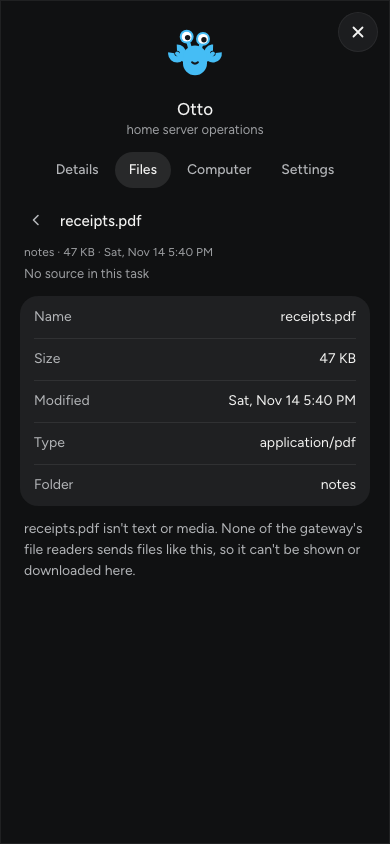 Otto
home server operations
Details Files Computer Settings
receipts.pdf
notes · 47 KB · Sat, Nov 14 5:40 PM
No source in this task
Name receipts.pdf
Size 47 KB
Modified Sat, Nov 14 5:40 PM
Type application/pdf
Folder notes
receipts.pdf isn't text or media. None of the gateway's
file readers sends files like this, so it can't be shown or
downloaded here.